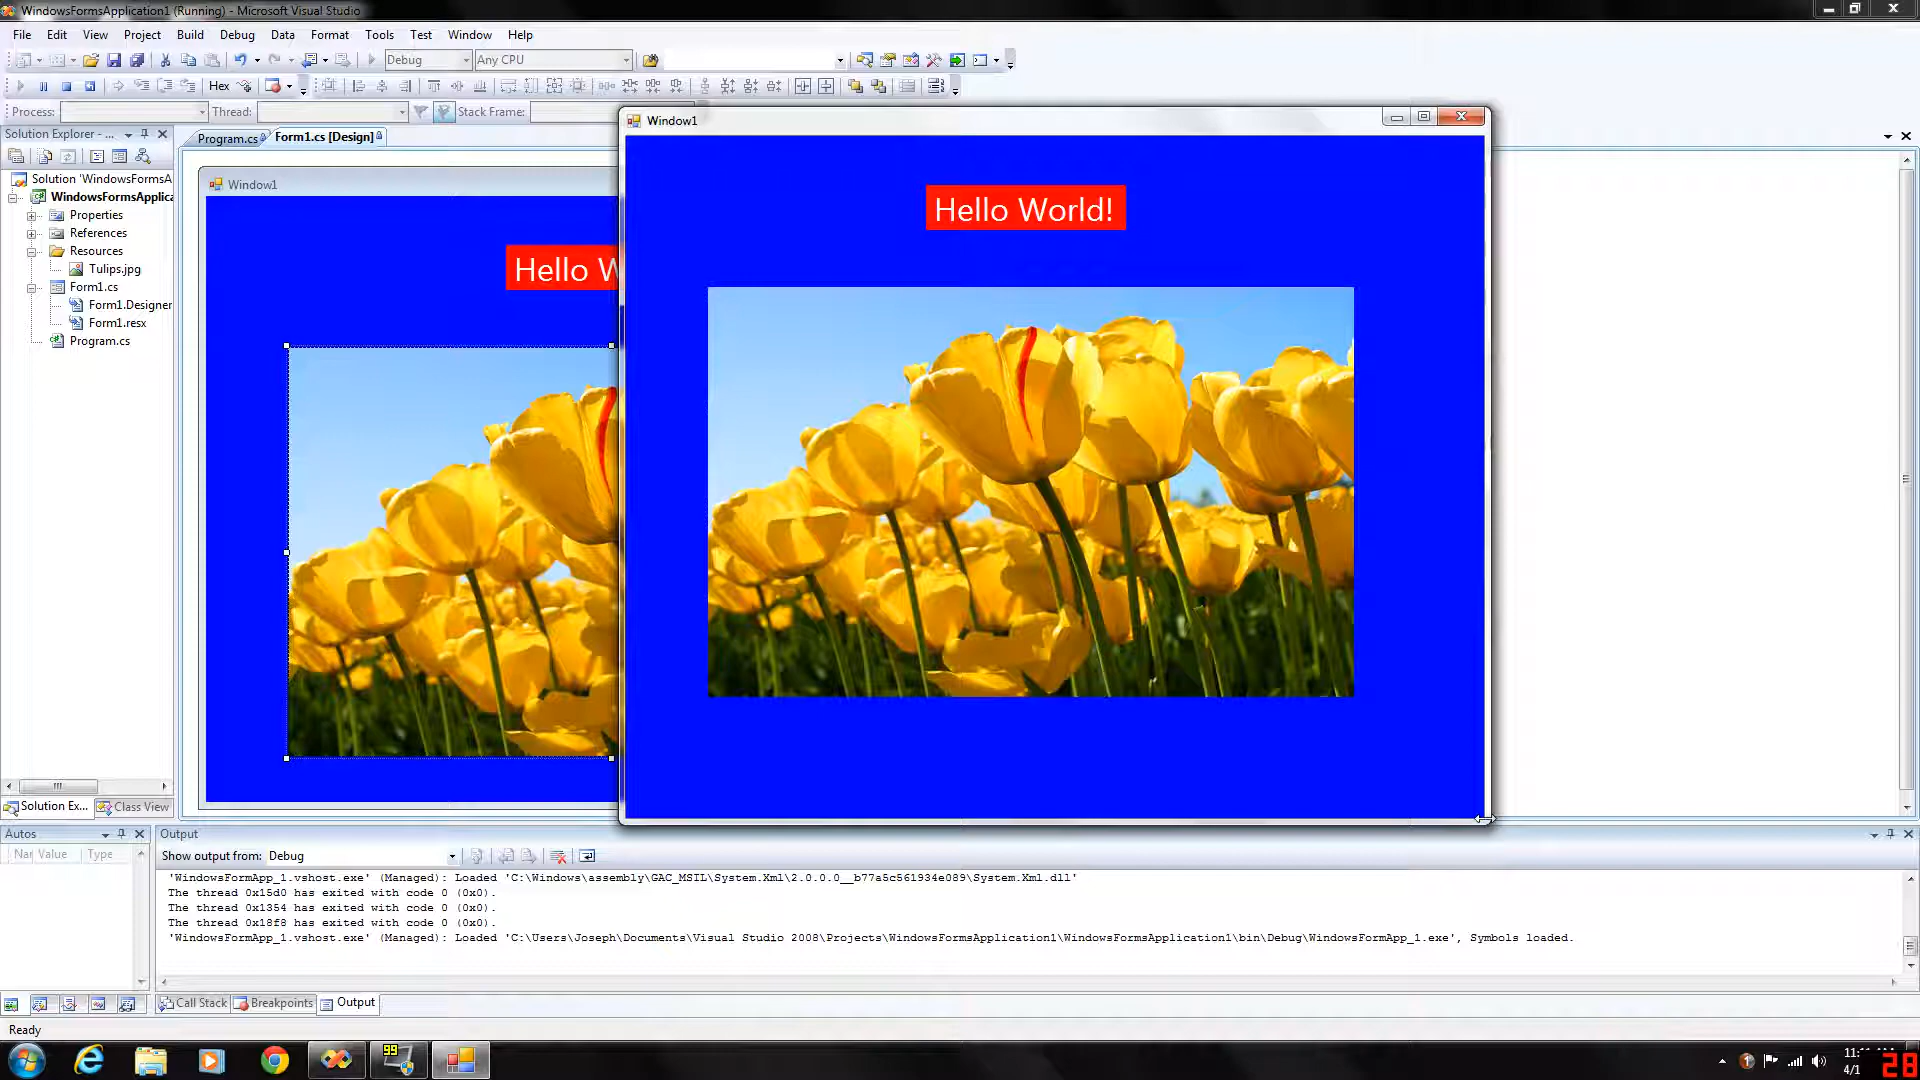 WindowsFormsApplication1 (Running) - Microsoft Visual Studio
File Edit View Project Build Debug Data Format Tools Test Window Help
Debug Any CPU
Hex
Process: Thread: Stack Frame:
Solution Explorer - ...
Program.cs Form1.cs [Design]
Window1
Solution 'WindowsFormsA
WindowsFormsApplica
Properties
References
Resources
Tulips.jpg
Form1.cs
Form1.Designer
Form1.resx
Program.cs
Window1
Hello W
Hello World!
Solution Ex... Class View
Autos
Value Type
Output
Show output from: Debug
'WindowsFormApp_1.vshost.exe' (Managed): Loaded 'C:\Windows\assembly\GAC_MSIL\System.Xml\2.0.0.0__b77a5c561934e089\System.Xml.dll'
The thread 0x15d0 has exited with code 0 (0x0).
The thread 0x1354 has exited with code 0 (0x0).
The thread 0x18f8 has exited with code 0 (0x0).
'WindowsFormApp_1.vshost.exe' (Managed): Loaded 'C:\Users\Joseph\Documents\Visual Studio 2008\Projects\WindowsFormsApplication1\WindowsFormsApplication1\bin\Debug\WindowsFormApp_1.exe', Symbols loaded.
Call Stack Breakpoints Output
Ready
99
4/1
28